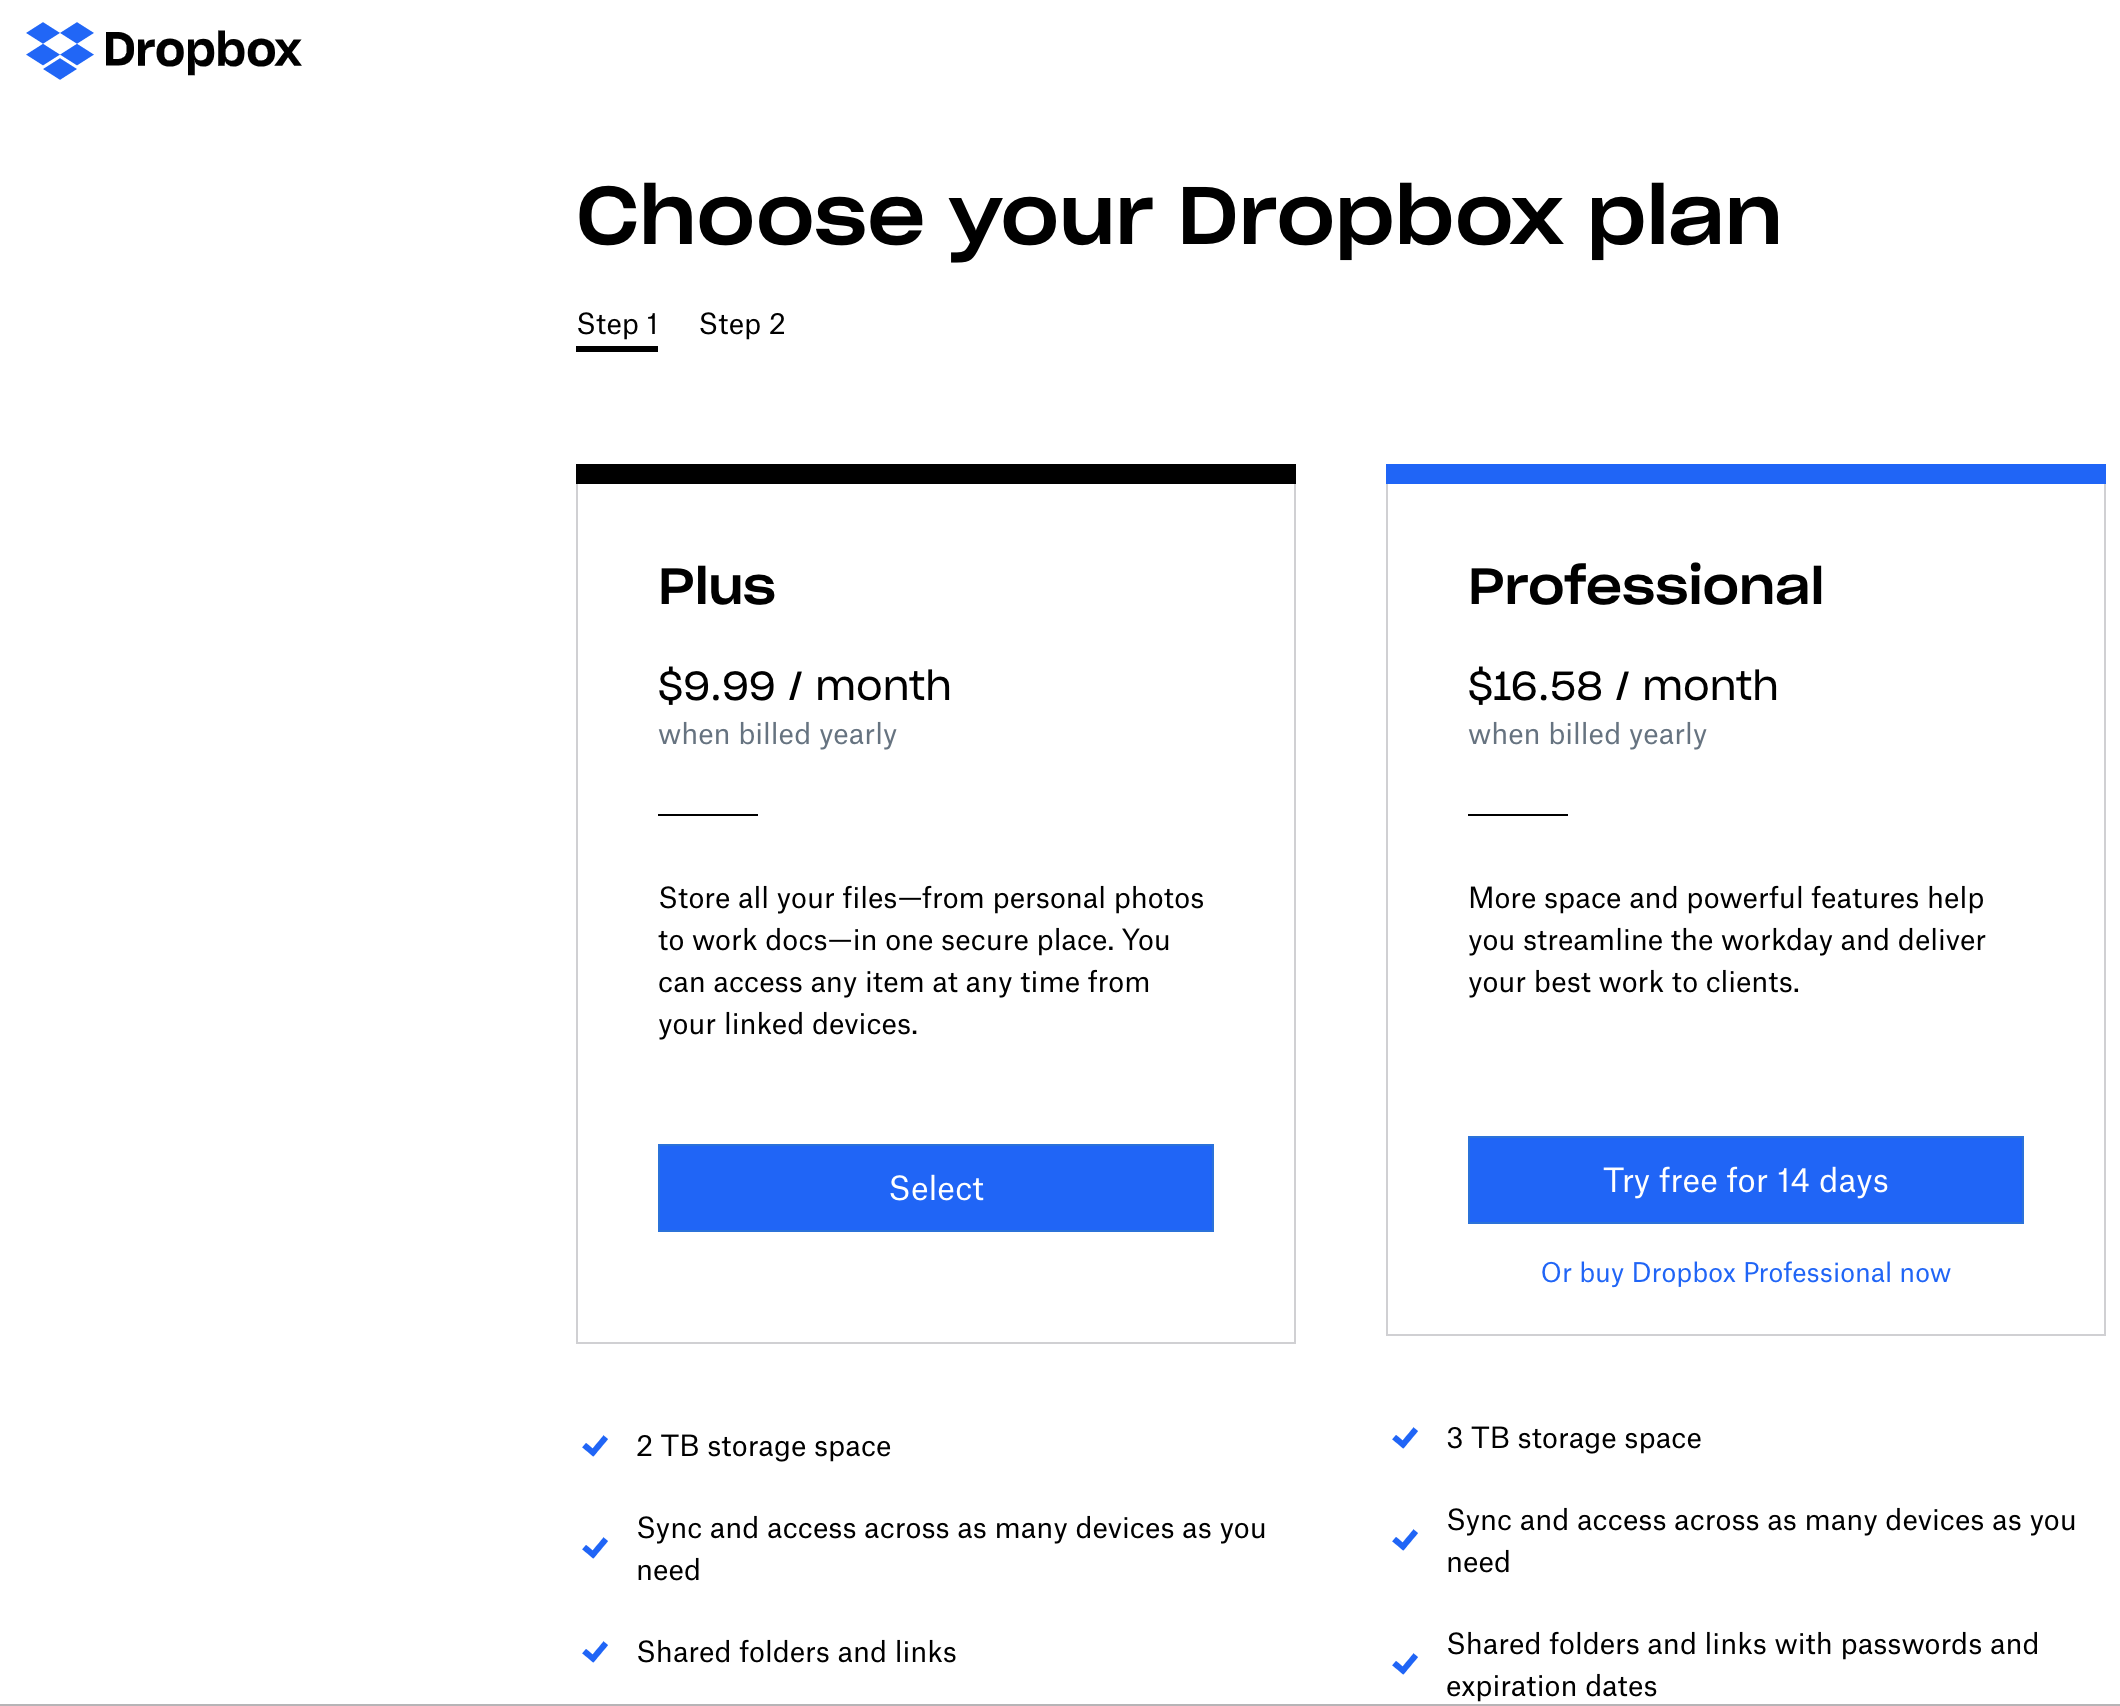 Dropbox
Choose your Dropbox plan
Step 1
Step 2
Plus
$9.99 / month
when billed yearly
Store all your files—from personal photos
to work docs—in one secure place. You
can access any item at any time from
your linked devices.
Select
2 TB storage space
Sync and access across as many devices as you
need
Shared folders and links
Professional
$16.58 / month
when billed yearly
More space and powerful features help
you streamline the workday and deliver
your best work to clients.
Try free for 14 days
Or buy Dropbox Professional now
3 TB storage space
Sync and access across as many devices as you
need
Shared folders and links with passwords and
expiration dates